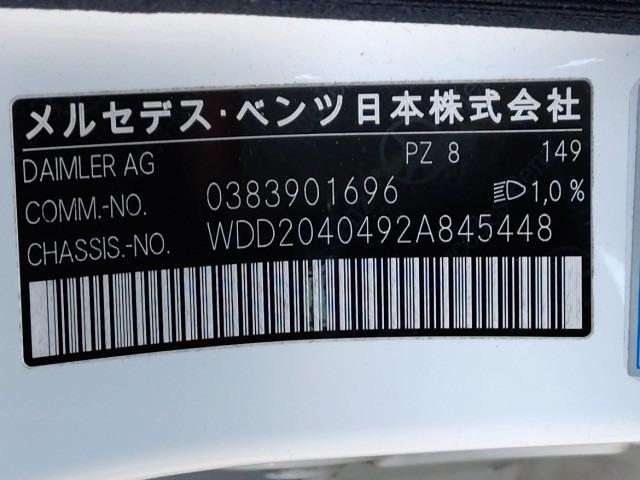 メルセデス・ベンツ日本株式会社
DAIMLER AG PZ 8 149
COMM.-NO. 0383901696 1,0 %
CHASSIS.-NO. WDD2040492A845448